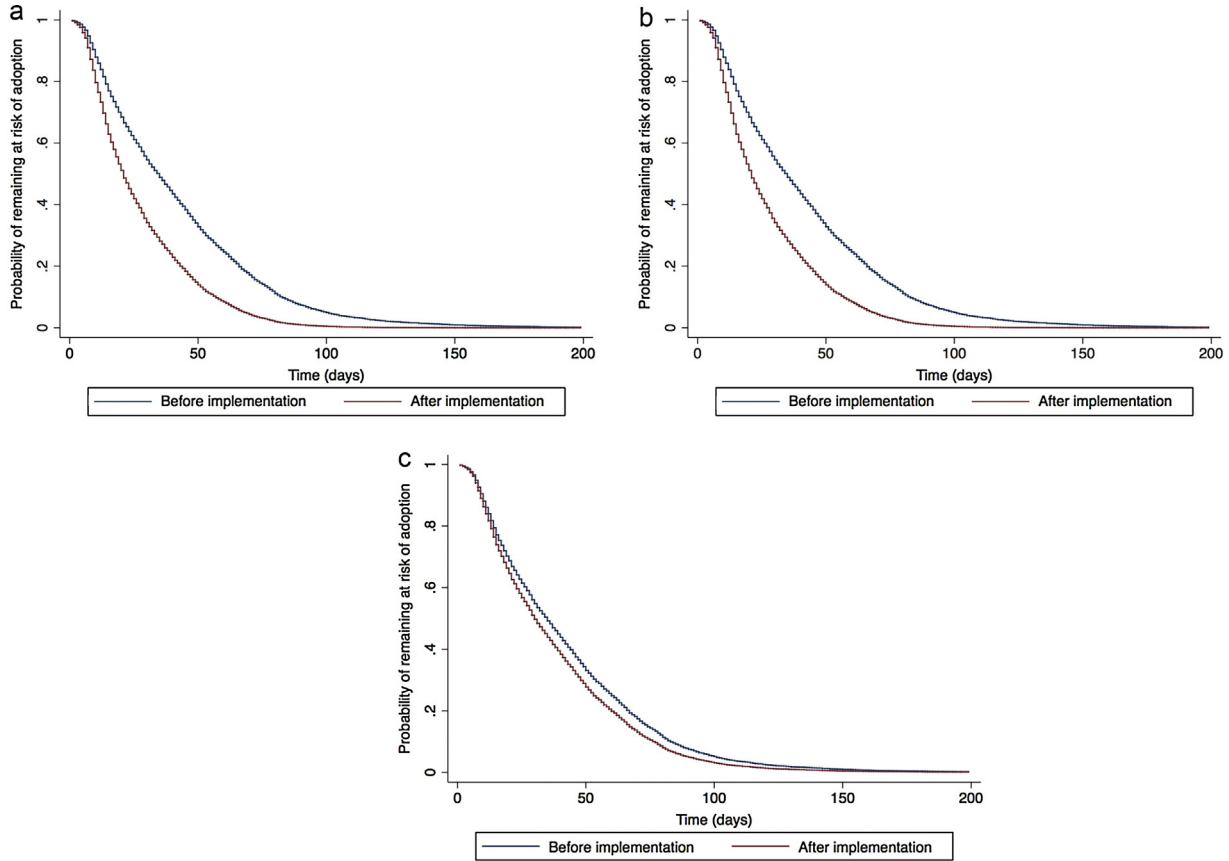 a
Probability of remaining at risk of adoption
1
.8
.6
.4
.2
0
0 50 100 150 200
Time (days)
Before implementation After implementation
b
Probability of remaining at risk of adoption
1
.8
.6
.4
.2
0
0 50 100 150 200
Time (days)
Before implementation After implementation
c
Probability of remaining at risk of adoption
1
.8
.6
.4
.2
0
0 50 100 150 200
Time (days)
Before implementation After implementation